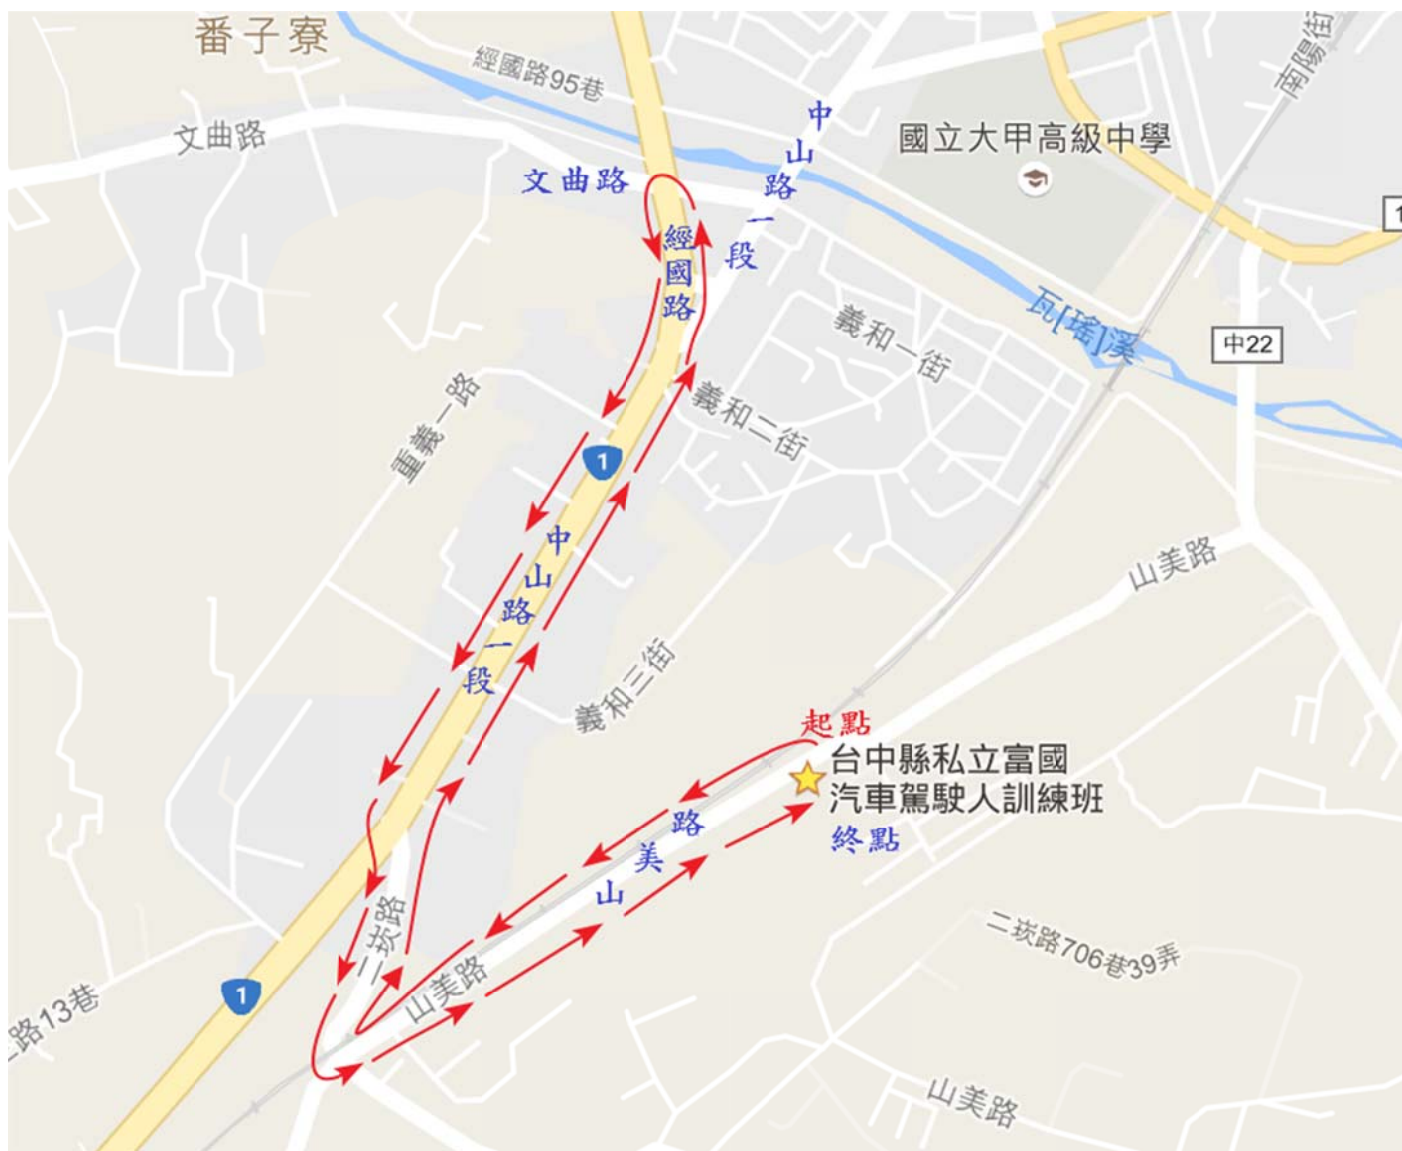 番子寮
經國路95巷
文曲路
文曲路
中山路一段
國立大甲高級中學
南陽街
1
經國路
瓦[瑤]溪
中22
義和一街
義和二街
重義一路
1
中山路一段
山美路
義和三街
起點
台中縣私立富國
汽車駕駛人訓練班
終點
山美路
二崁路
山美路
二崁路706巷39弄
1
路13巷
山美路